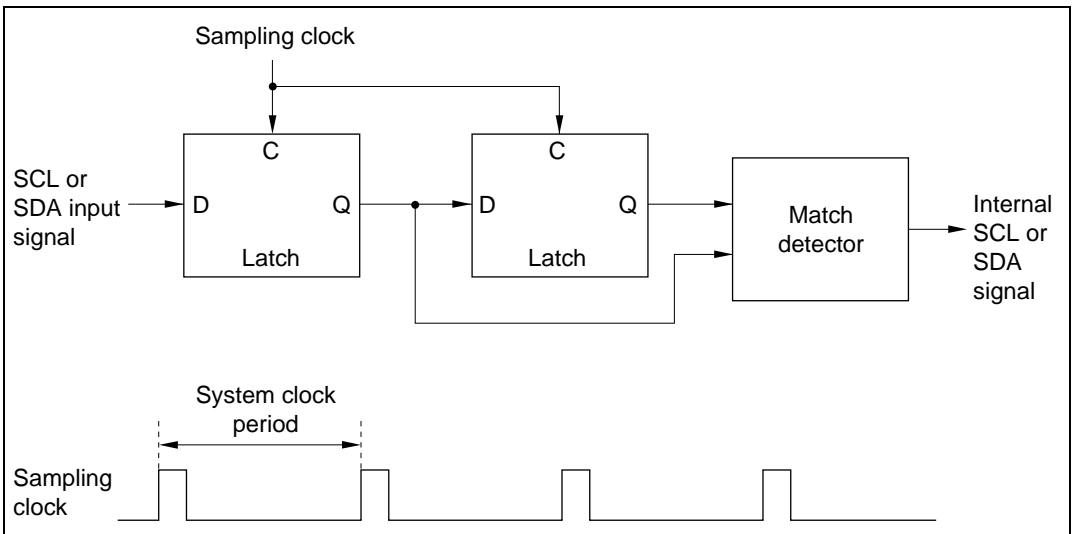 Sampling clock
C
C
SCL or
SDA input
signal
D
Q
Latch
D
Q
Latch
Match
detector
Internal
SCL or
SDA
signal
System clock
period
Sampling
clock